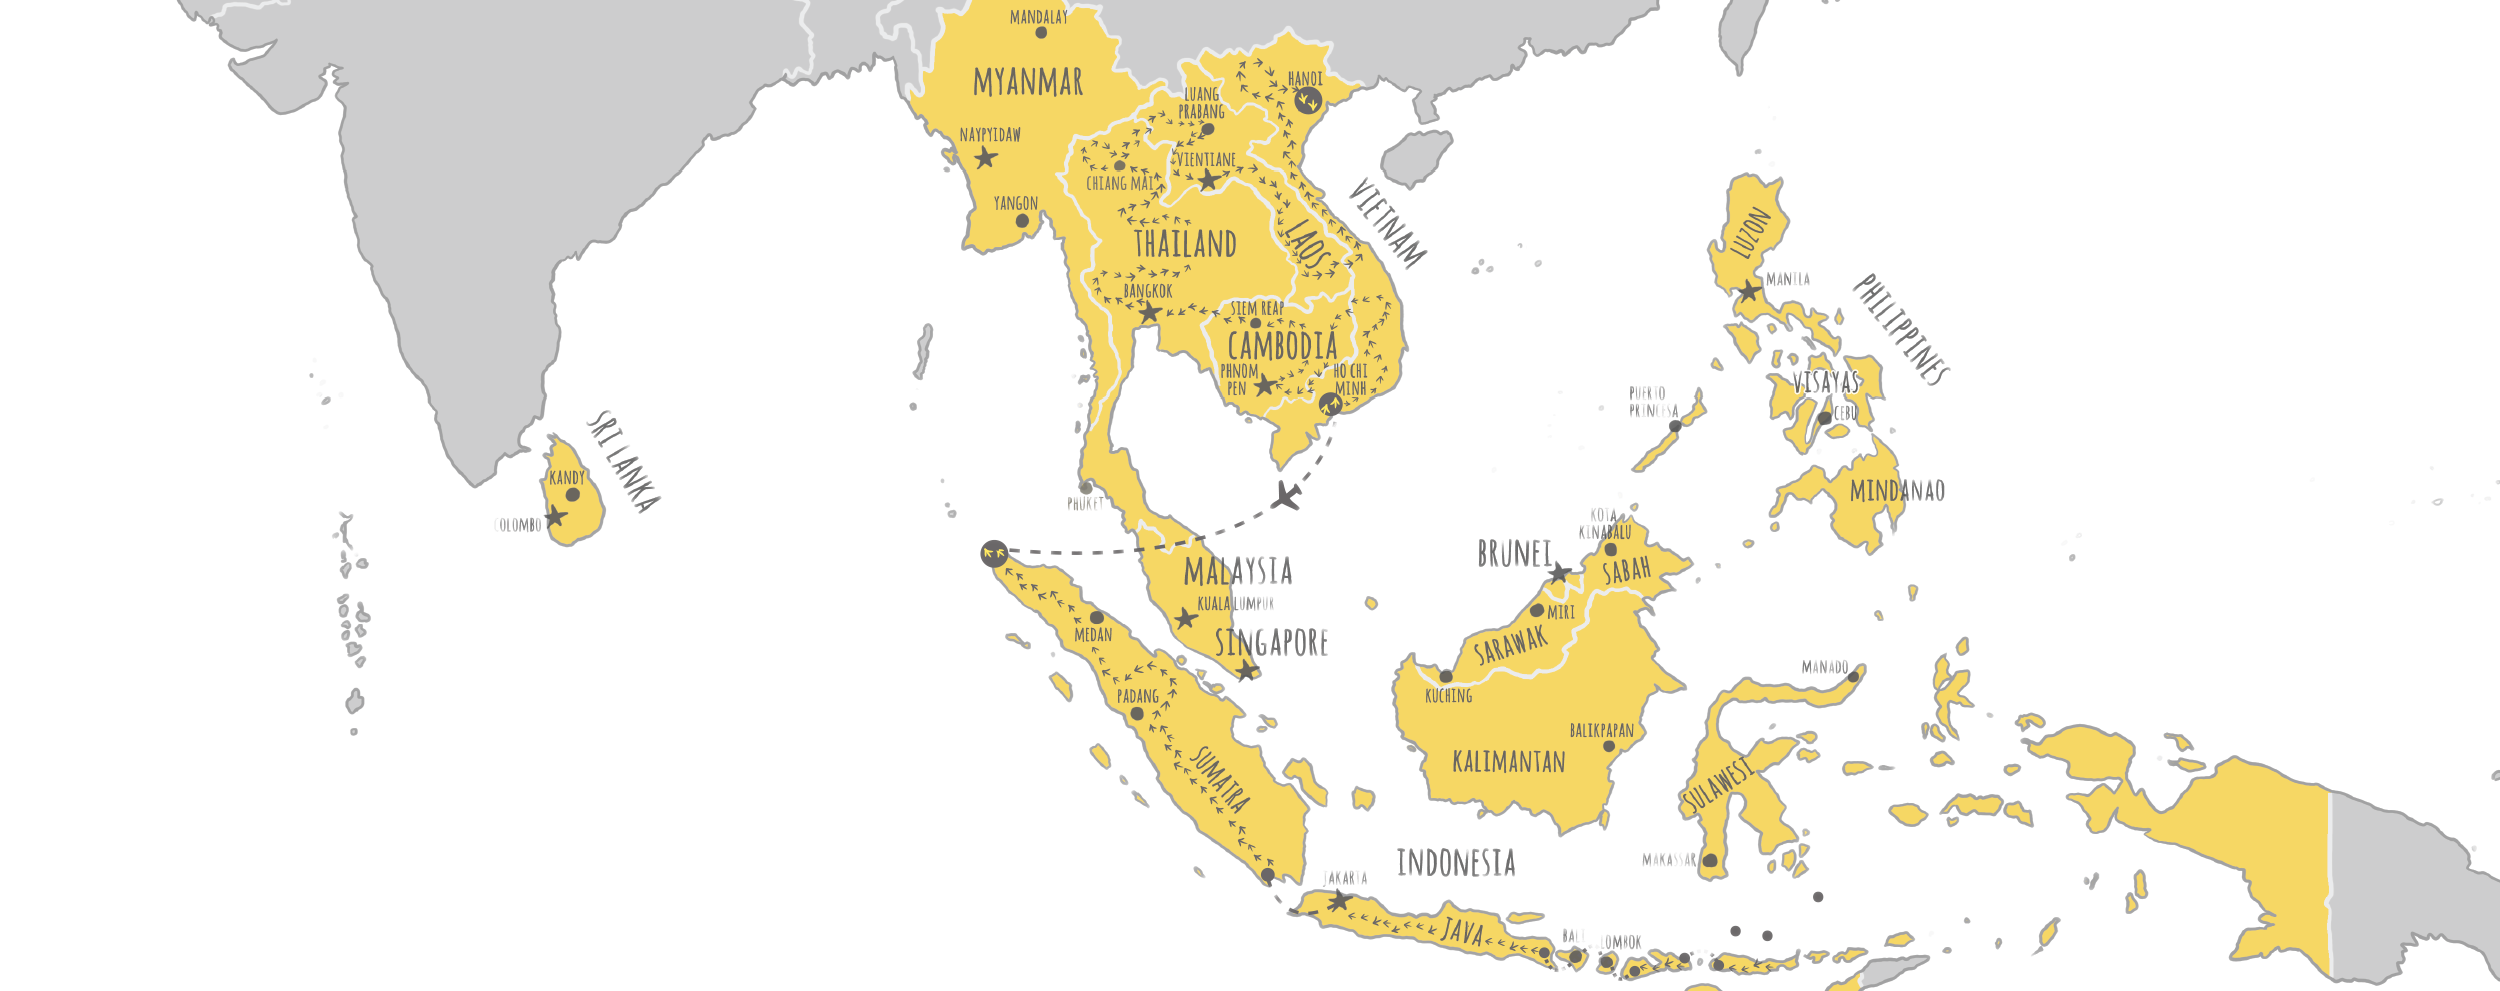 MANDALAY
MYANMAR
NAYPYIDAW
YANGON
HANOI
LUANG
PRABANG
VIENTIANE
CHIANG MAI
THAILAND
LAOS
VIETNAM
BANGKOK
SIEM REAP
CAMBODIA
PHNOM
PEN
HO CHI
MINH
LUZON
MANILA
PHILIPPINES
VISAYAS
CEBU
PUERTO
PRINCESA
MINDANAO
SRI LANKA
KANDY
COLOMBO
PHUKET
KOTA
KINABALU
BRUNEI
SABAH
MALAYSIA
KUALA LUMPUR
MIRI
SINGAPORE
SARAWAK
MEDAN
KUCHING
MANADO
PADANG
BALIKPAPAN
KALIMANTAN
SUMATRA
SULAWESI
INDONESIA
MAKASSAR
JAKARTA
JAVA
BALI
LOMBOK